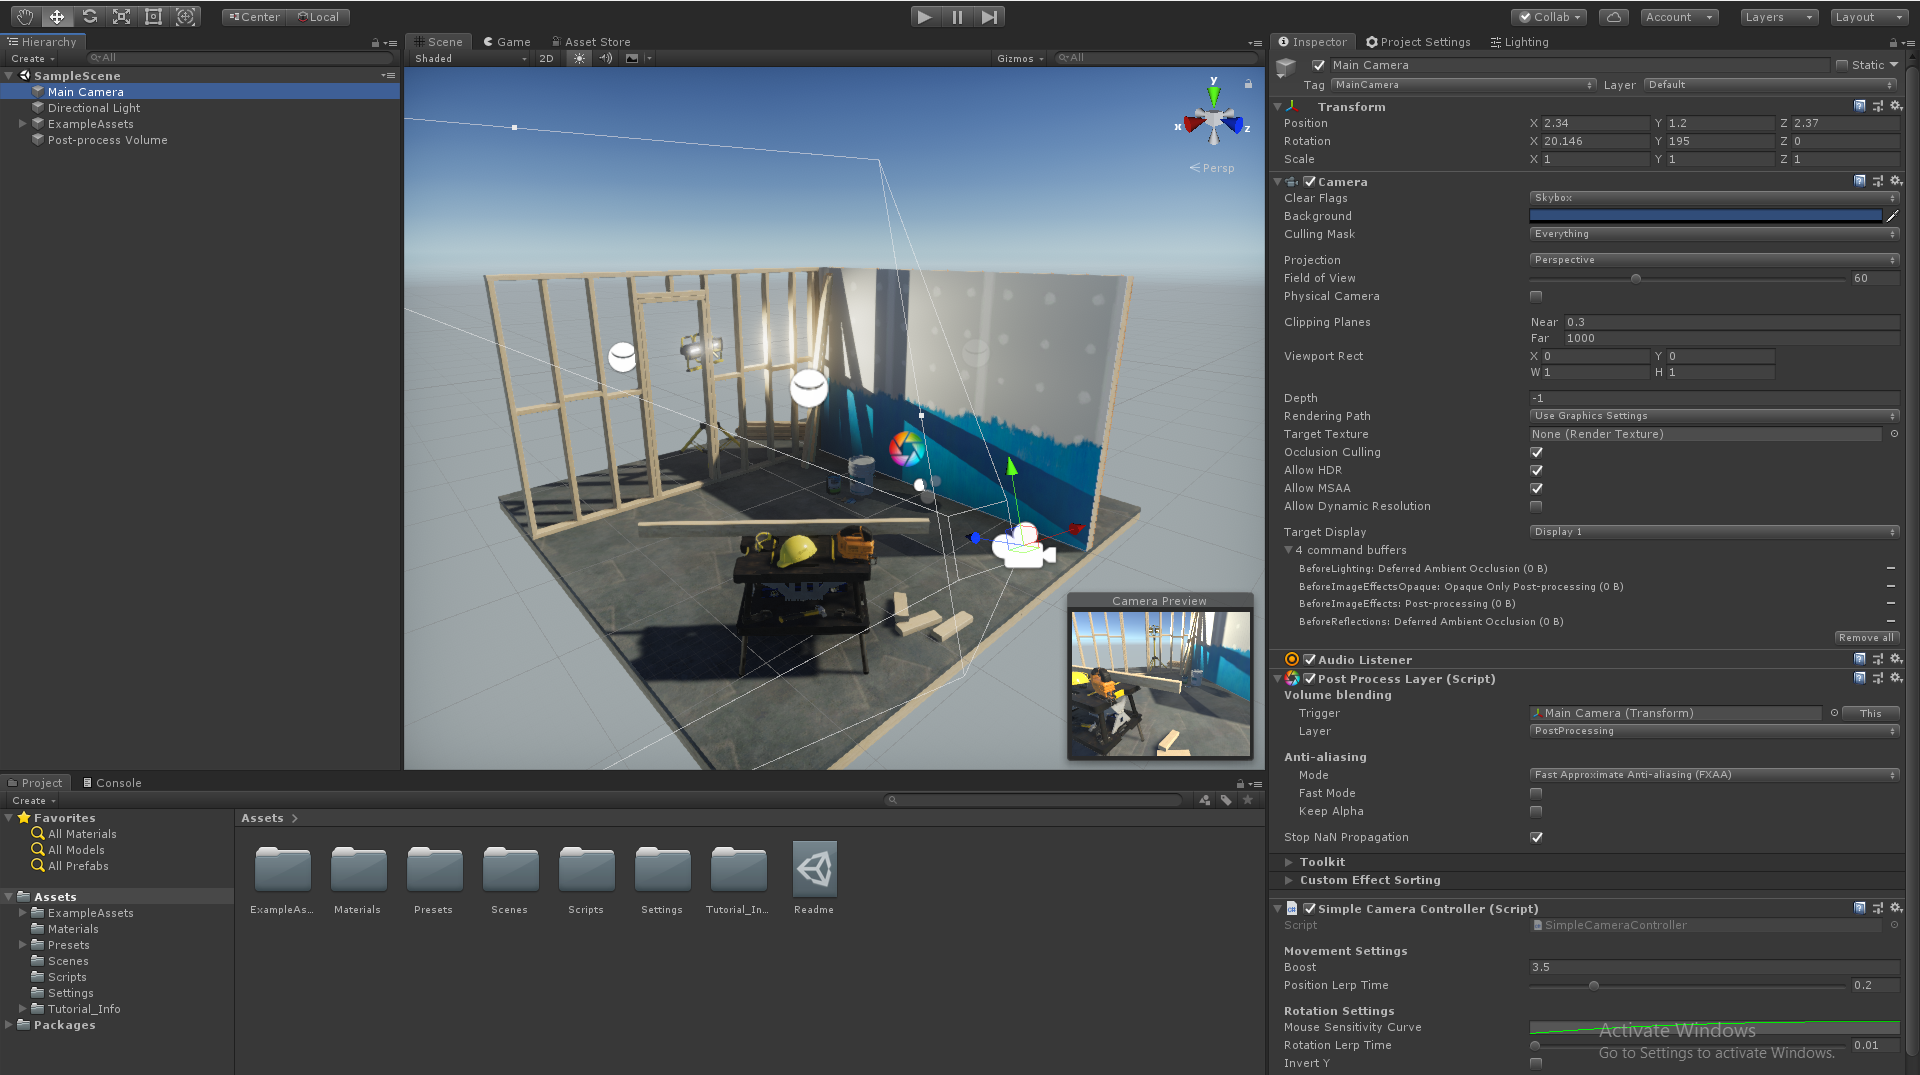 Center Local
Collab Account Layers Layout
Hierarchy
Create All
SampleScene
Main Camera
Directional Light
ExampleAssets
Post-process Volume
Scene Game Asset Store
Shaded 2D Gizmos All
y
x z
Persp
Camera Preview
Inspector Project Settings Lighting
Main Camera Static
Tag MainCamera Layer Default
Transform
Position X 2.34 Y 1.2 Z 2.37
Rotation X 20.146 Y 195 Z 0
Scale X 1 Y 1 Z 1
Camera
Clear Flags Skybox
Background
Culling Mask Everything
Projection Perspective
Field of View 60
Physical Camera
Clipping Planes Near 0.3
Far 1000
Viewport Rect X 0 Y 0
W 1 H 1
Depth -1
Rendering Path Use Graphics Settings
Target Texture None (Render Texture)
Occlusion Culling
Allow HDR
Allow MSAA
Allow Dynamic Resolution
Target Display Display 1
4 command buffers
BeforeLighting: Deferred Ambient Occlusion (0 B)
BeforeImageEffectsOpaque: Opaque Only Post-processing (0 B)
BeforeImageEffects: Post-processing (0 B)
BeforeReflections: Deferred Ambient Occlusion (0 B)
Remove all
Audio Listener
Post Process Layer (Script)
Volume blending
Trigger Main Camera (Transform) This
Layer PostProcessing
Anti-aliasing
Mode Fast Approximate Anti-aliasing (FXAA)
Fast Mode
Keep Alpha
Stop NaN Propagation
Toolkit
Custom Effect Sorting
Simple Camera Controller (Script)
Script SimpleCameraController
Movement Settings
Boost 3.5
Position Lerp Time 0.2
Rotation Settings
Mouse Sensitivity Curve
Rotation Lerp Time 0.01
Invert Y
Activate Windows
Go to Settings to activate Windows.
Project Console
Create
Favorites
All Materials
All Models
All Prefabs
Assets
ExampleAssets
Materials
Presets
Scenes
Scripts
Settings
Tutorial_Info
Packages
Assets
ExampleAs... Materials Presets Scenes Scripts Settings Tutorial_In... Readme